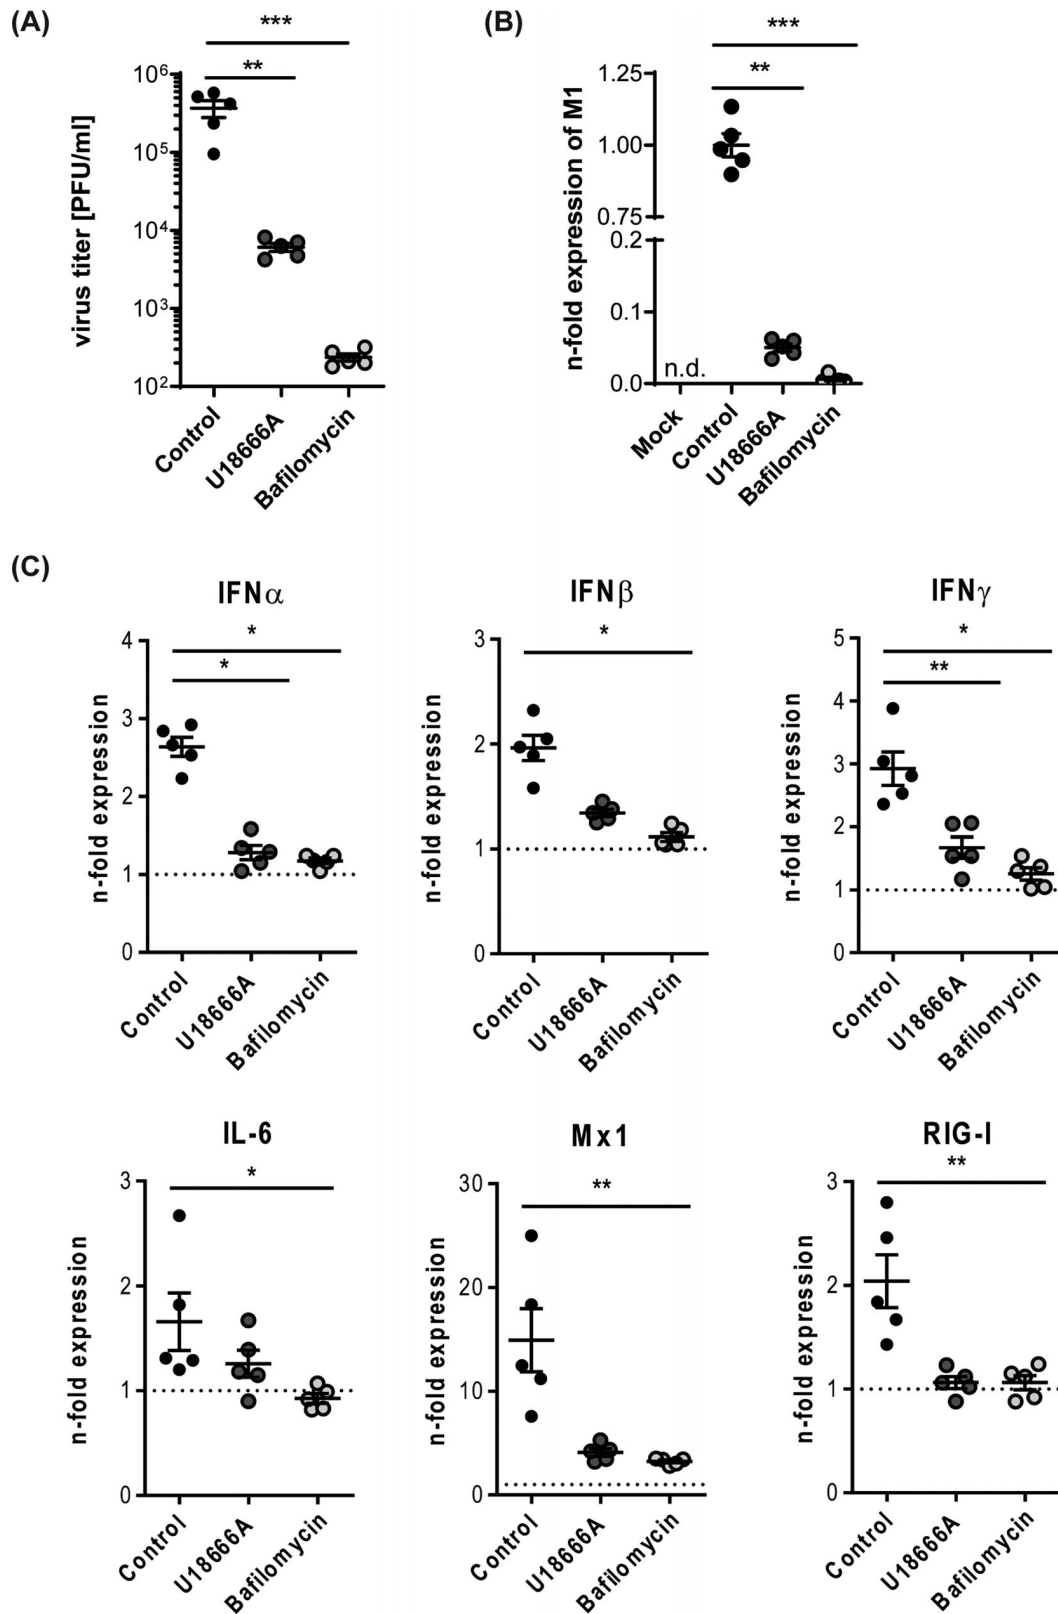 (A)
***
**
virus titer [PFU/ml]
10⁶
10⁵
10⁴
10³
10²
Control
U18666A
Bafilomycin
(B)
***
**
n-fold expression of M1
1.25
1.00
0.75
0.2
0.1
0.0
n.d.
Mock
Control
U18666A
Bafilomycin
(C)
IFNα
*
*
n-fold expression
4
3
2
1
0
Control
U18666A
Bafilomycin
IFNβ
*
n-fold expression
3
2
1
0
Control
U18666A
Bafilomycin
IFNγ
*
**
n-fold expression
5
4
3
2
1
0
Control
U18666A
Bafilomycin
IL-6
*
n-fold expression
3
2
1
0
Control
U18666A
Bafilomycin
Mx1
**
n-fold expression
30
20
10
0
Control
U18666A
Bafilomycin
RIG-I
**
n-fold expression
3
2
1
0
Control
U18666A
Bafilomycin